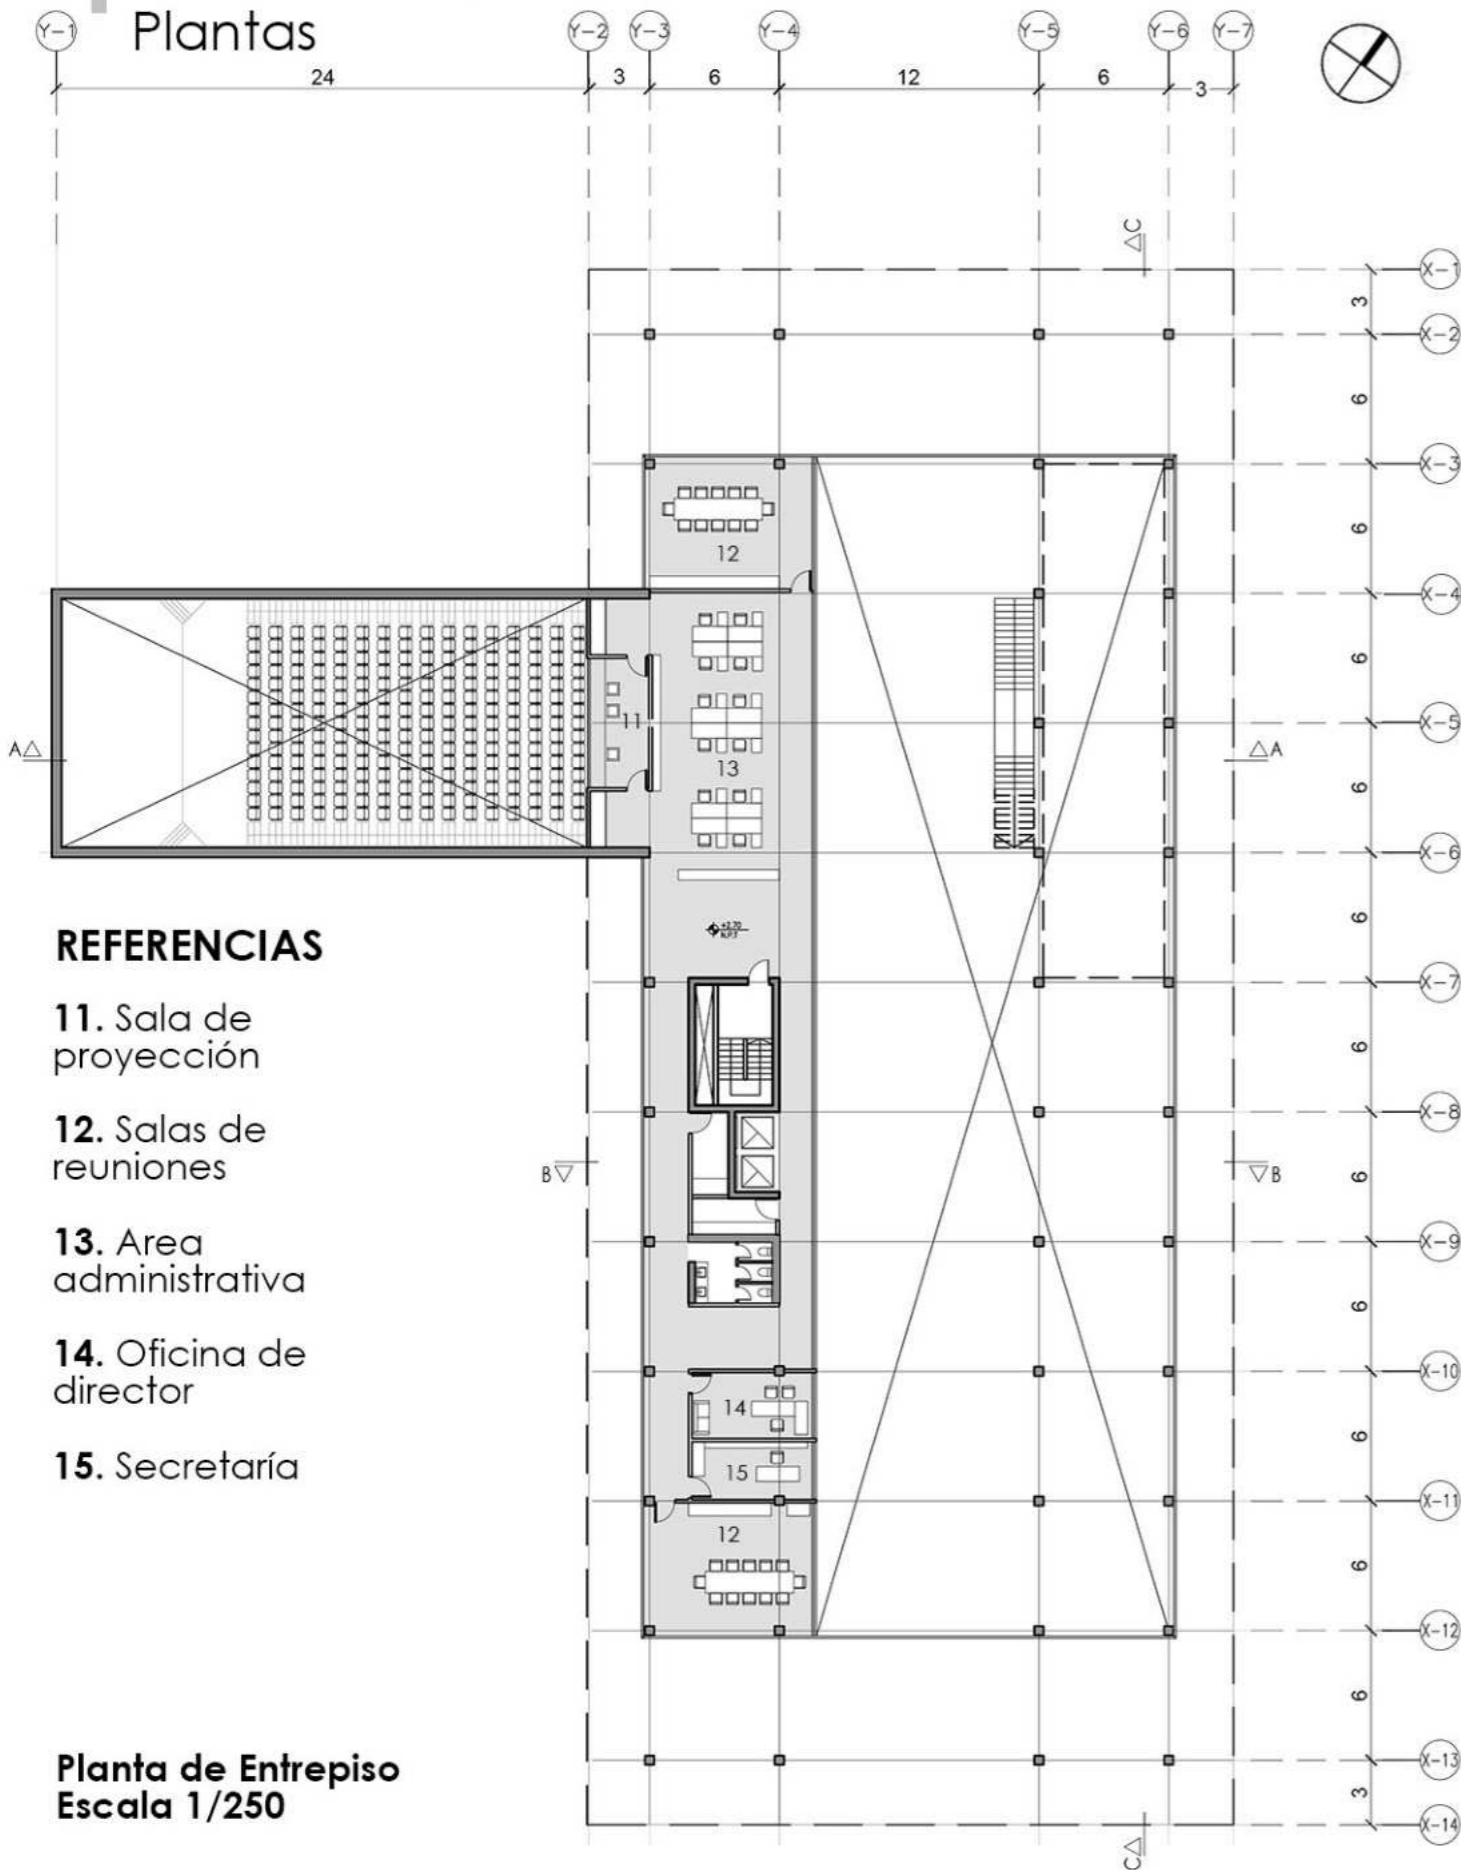 Plantas
Y-1
Y-2
Y-3
Y-4
Y-5
Y-6
Y-7
24
3
6
12
6
3
C
X-1
3
X-2
6
X-3
6
12
X-4
6
11
X-5
13
A
A
6
X-6
6
+2.70
X-7
6
X-8
B
B
6
X-9
6
X-10
14
6
15
X-11
12
6
X-12
6
X-13
3
X-14
C
REFERENCIAS
11. Sala de
proyección
12. Salas de
reuniones
13. Area
administrativa
14. Oficina de
director
15. Secretaría
Planta de Entrepiso
Escala 1/250